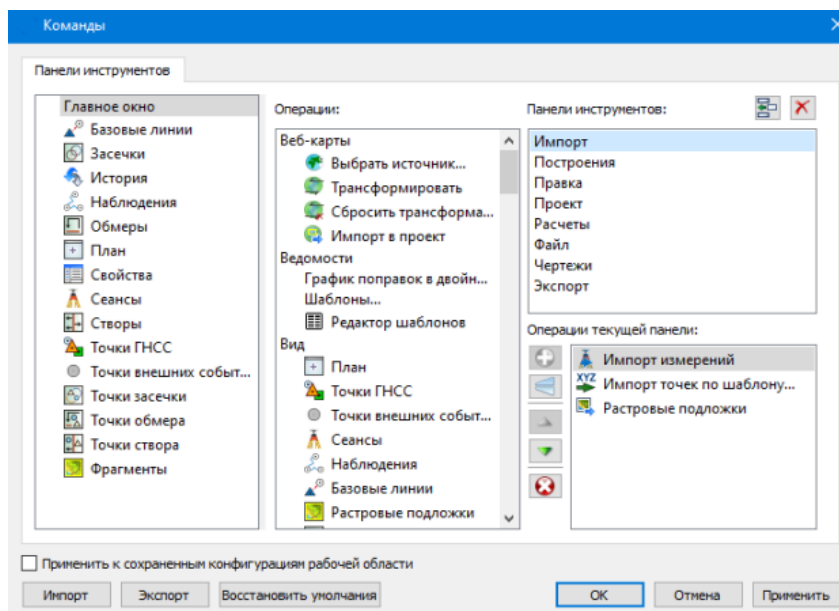 Команды
Панели инструментов
Главное окно
Базовые линии
Засечки
История
Наблюдения
Обмеры
План
Свойства
Сеансы
Створы
Точки ГНСС
Точки внешних событ...
Точки засечки
Точки обмера
Точки створа
Фрагменты
Операции:
Веб-карты
Выбрать источник...
Трансформировать
Сбросить трансформа...
Импорт в проект
Ведомости
График поправок в двойн...
Шаблоны...
Редактор шаблонов
Вид
План
Точки ГНСС
Точки внешних событ...
Сеансы
Наблюдения
Базовые линии
Растровые подложки
Панели инструментов:
Импорт
Построения
Правка
Проект
Расчеты
Файл
Чертежи
Экспорт
Операции текущей панели:
Импорт измерений
XYZ Импорт точек по шаблону...
Растровые подложки
Применить к сохраненным конфигурациям рабочей области
Импорт Экспорт Восстановить умолчания OK Отмена Применить